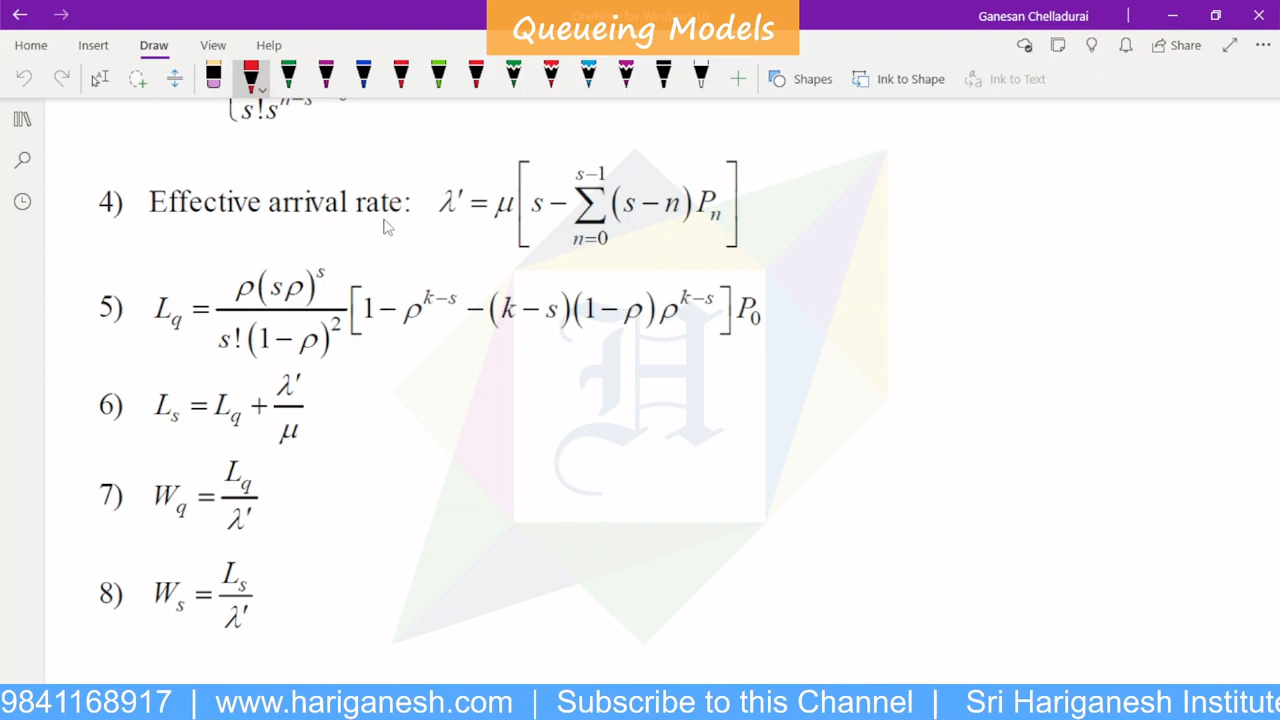 Queueing Models
Ganesan Chelladurai
Home Insert Draw View Help
Share
Shapes Ink to Shape Ink to Text
s!s^{n-s}
4) Effective arrival rate: λ' = μ[s − ∑_{n=0}^{s−1} (s − n)P_n]
5) L_q = ρ(sρ)^s / s!(1 − ρ)^2 [1 − ρ^{k−s} − (k − s)(1 − ρ)ρ^{k−s}] P_0
6) L_s = L_q + λ'/μ
7) W_q = L_q/λ'
8) W_s = L_s/λ'
9841168917 | www.hariganesh.com | Subscribe to this Channel | Sri Hariganesh Institute